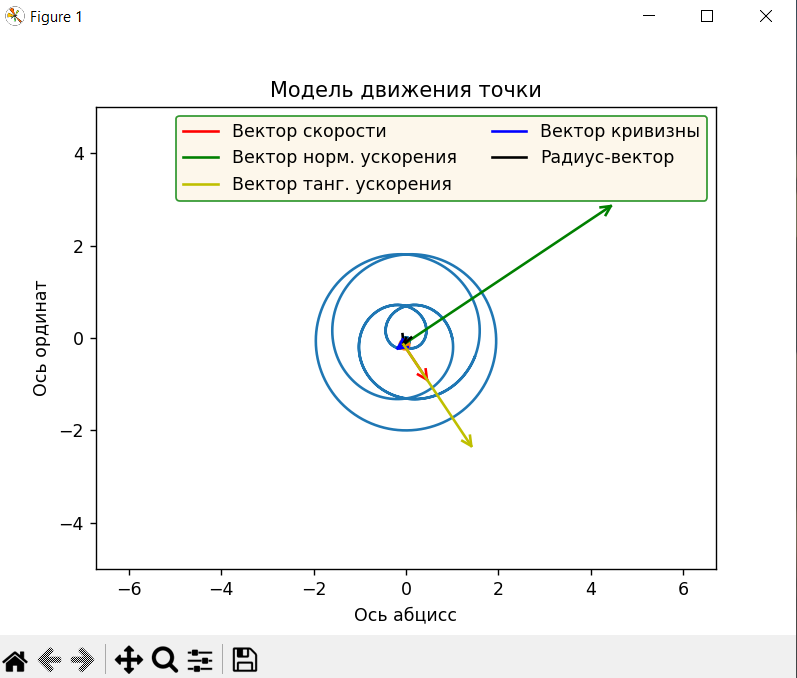 Figure 1
Модель движения точки
Вектор скорости
Вектор норм. ускорения
Вектор танг. ускорения
Вектор кривизны
Радиус-вектор
Ось ординат
4
2
0
−2
−4
−6
−4
−2
0
2
4
6
Ось абцисс